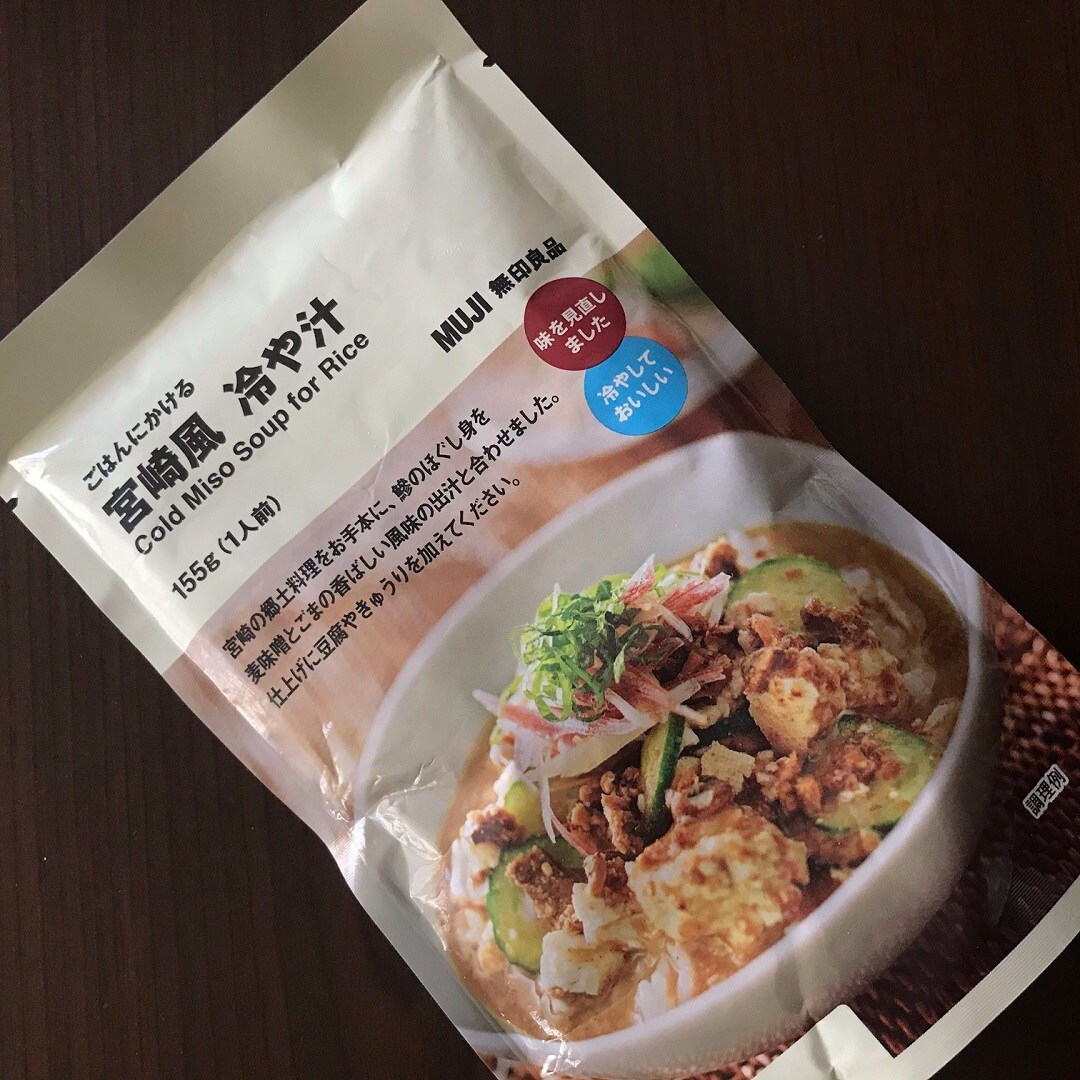 ごはんにかける
宮崎風 冷や汁
Cold Miso Soup for Rice
155g(1人前)
MUJI 無印良品
味を見直し
ました
冷やして
おいしい
宮崎の郷土料理をお手本に、鯵のほぐし身を
麦味噌とごまの香ばしい風味の出汁と合わせました。
仕上げに豆腐やきゅうりを加えてください。
調理例